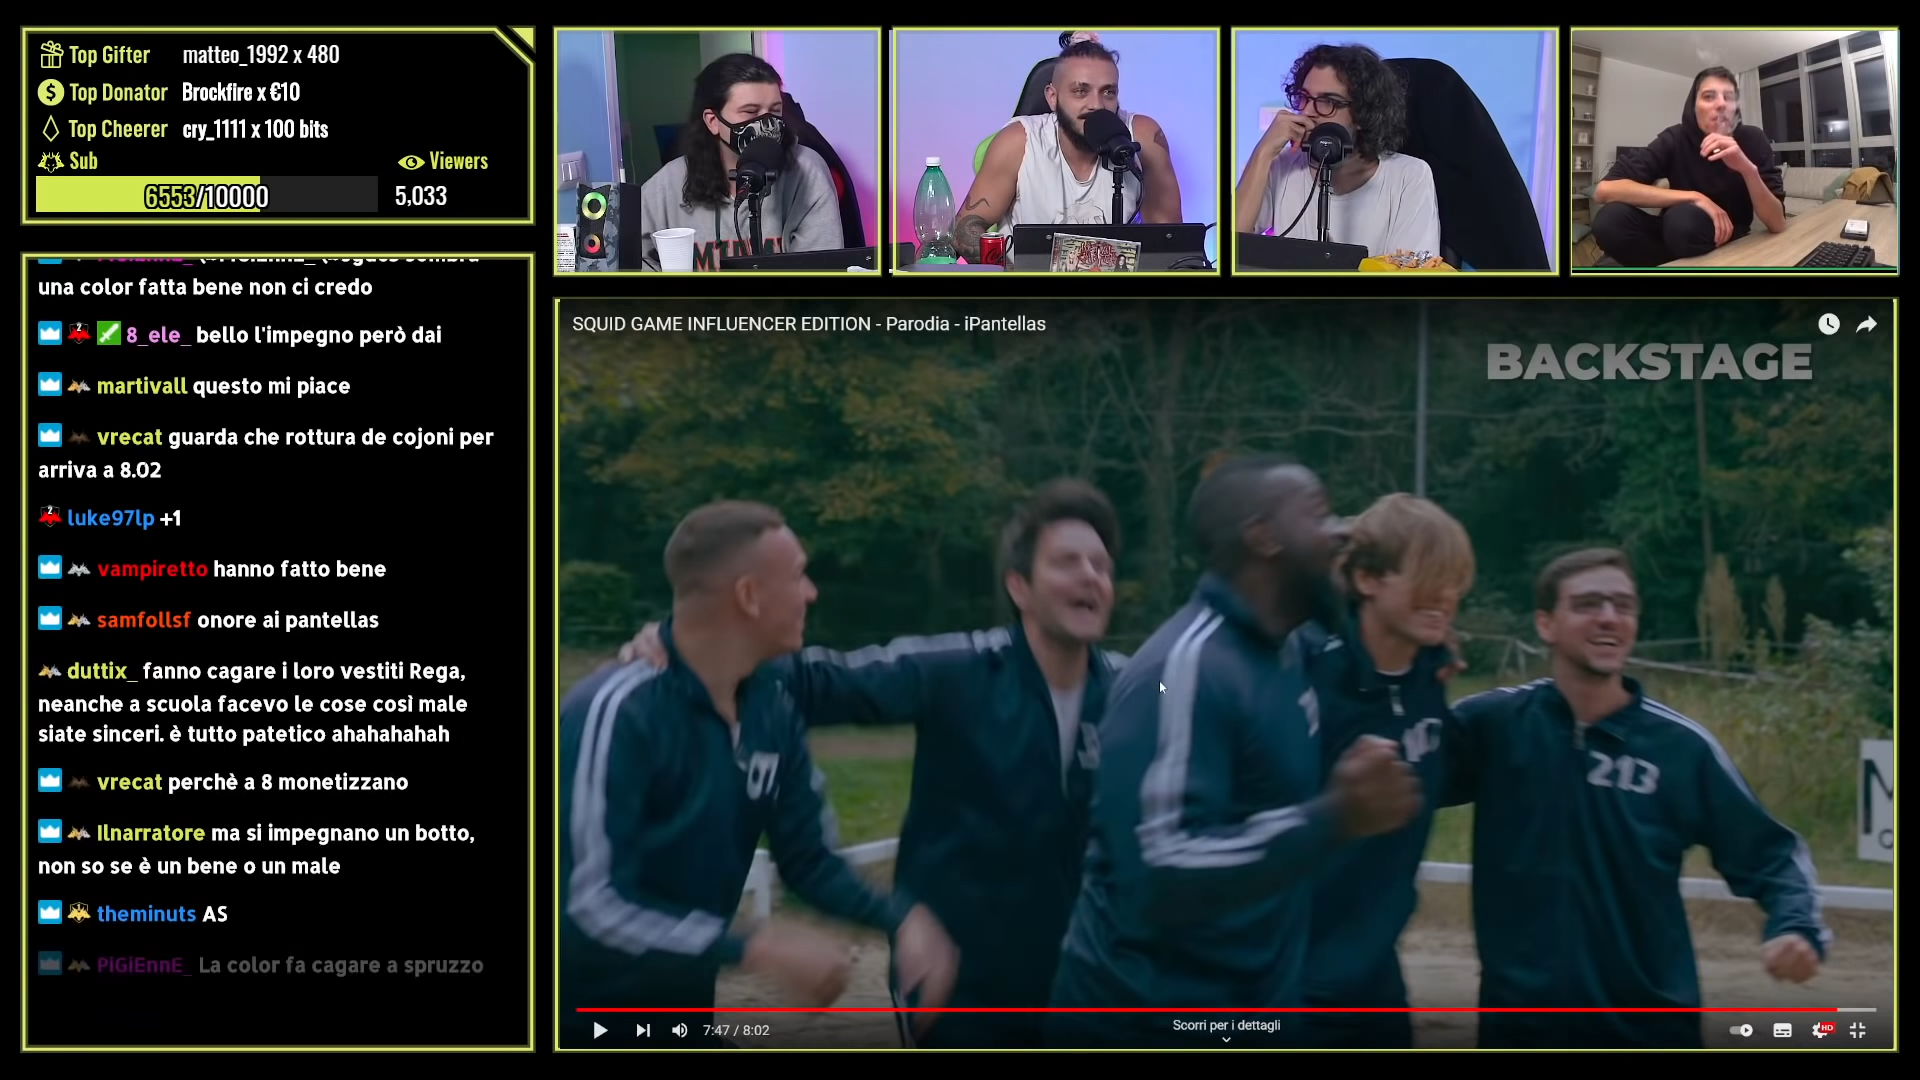 Top Gifter matteo_1992 x 480
Top Donator Brockfire x €10
Top Cheerer cry_1111 x 100 bits
Sub Viewers
6553/10000 5,033
una color fatta bene non ci credo
8_ele_ bello l'impegno però dai
martivall questo mi piace
vrecat guarda che rottura de cojoni per
arriva a 8.02
luke97lp +1
vampiretto hanno fatto bene
samfollsf onore ai pantellas
duttix_ fanno cagare i loro vestiti Rega,
neanche a scuola facevo le cose così male
siate sinceri. è tutto patetico ahahahahah
vrecat perchè a 8 monetizzano
Ilnarratore ma si impegnano un botto,
non so se è un bene o un male
theminuts AS
PiGiEnnE_ La color fa cagare a spruzzo
SQUID GAME INFLUENCER EDITION - Parodia - iPantellas
BACKSTAGE
213
7:47 / 8:02
Scorri per i dettagli
HD